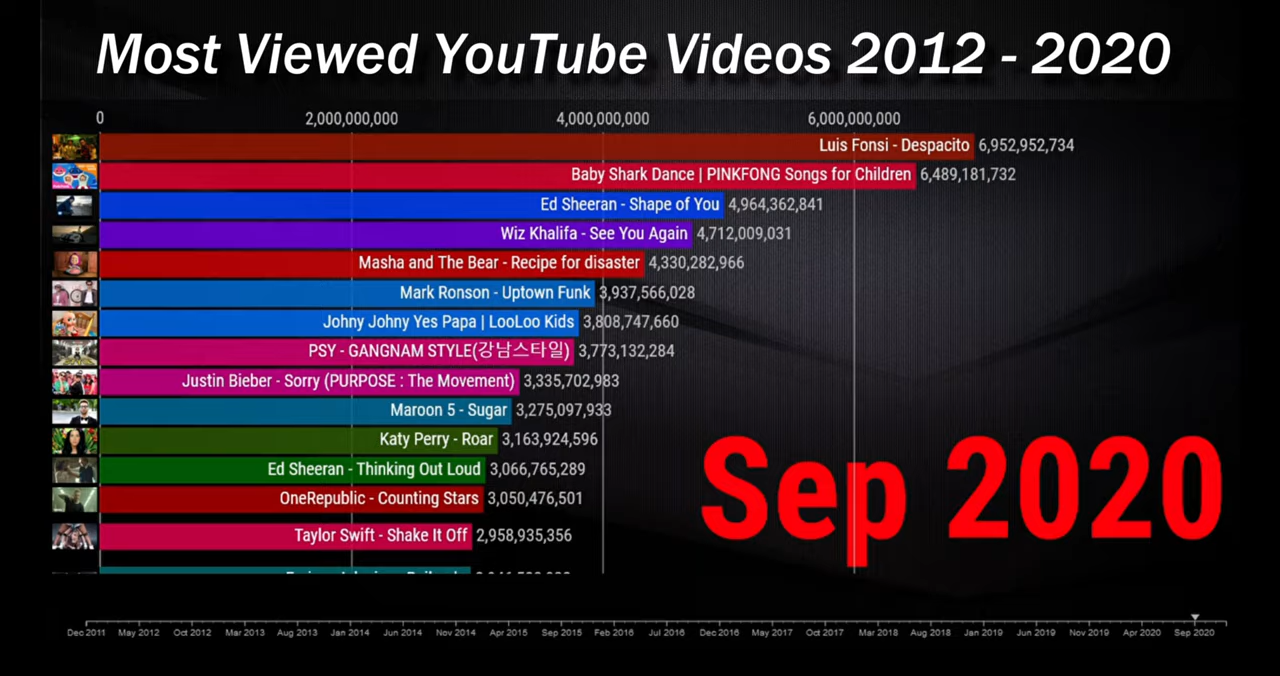 Most Viewed YouTube Videos 2012 - 2020
0 2,000,000,000 4,000,000,000 6,000,000,000
Luis Fonsi - Despacito 6,952,952,734
Baby Shark Dance | PINKFONG Songs for Children 6,489,181,732
Ed Sheeran - Shape of You 4,964,362,841
Wiz Khalifa - See You Again 4,712,009,031
Masha and The Bear - Recipe for disaster 4,330,282,966
Mark Ronson - Uptown Funk 3,937,566,028
Johny Johny Yes Papa | LooLoo Kids 3,808,747,660
PSY - GANGNAM STYLE(강남스타일) 3,773,132,284
Justin Bieber - Sorry (PURPOSE : The Movement) 3,335,702,983
Maroon 5 - Sugar 3,275,097,933
Katy Perry - Roar 3,163,924,596
Ed Sheeran - Thinking Out Loud 3,066,765,289
OneRepublic - Counting Stars 3,050,476,501
Taylor Swift - Shake It Off 2,958,935,356
Sep 2020
Dec 2011 May 2012 Oct 2012 Mar 2013 Aug 2013 Jan 2014 Jun 2014 Nov 2014 Apr 2015 Sep 2015 Feb 2016 Jul 2016 Dec 2016 May 2017 Oct 2017 Mar 2018 Aug 2018 Jan 2019 Jun 2019 Nov 2019 Apr 2020 Sep 2020